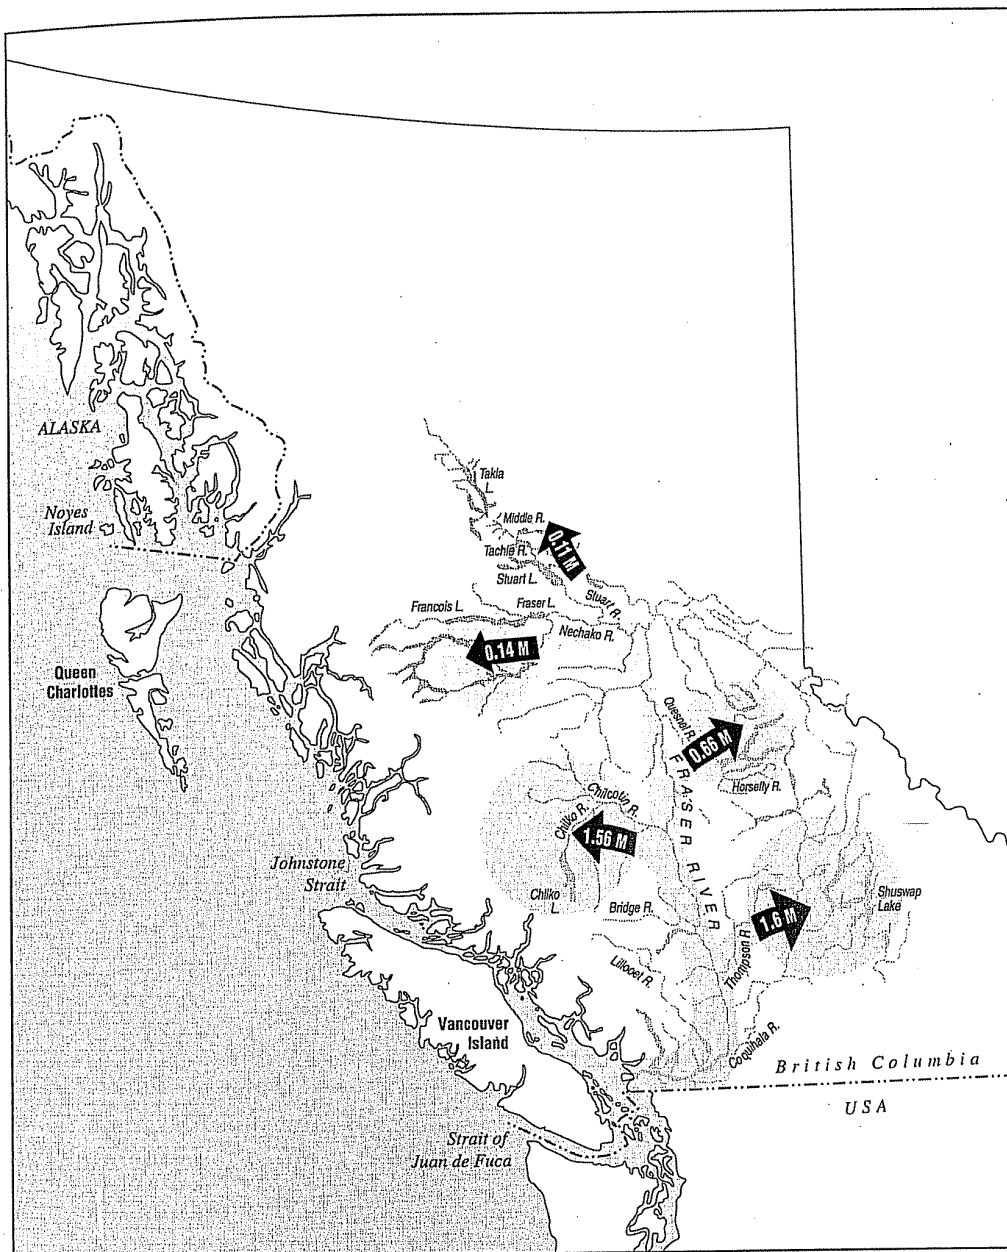 ALASKA
Noyes
Island
Queen
Charlottes
Takla
L.
Middle R.
0.11 M
Tachie R.
Stuart L.
Stuart R.
Francois L.
Fraser L.
Nechako R.
0.14 M
Quesnel R.
0.66 M
Horsefly R.
FRASER RIVER
Chilcotin R.
Chilko R.
1.56 M
Chilko
L.
Bridge R.
Johnstone
Strait
Shuswap
Lake
1.6 M
Thompson R.
Lillooet R.
Vancouver
Island
Coquihala R.
British Columbia
USA
Strait of
Juan de Fuca